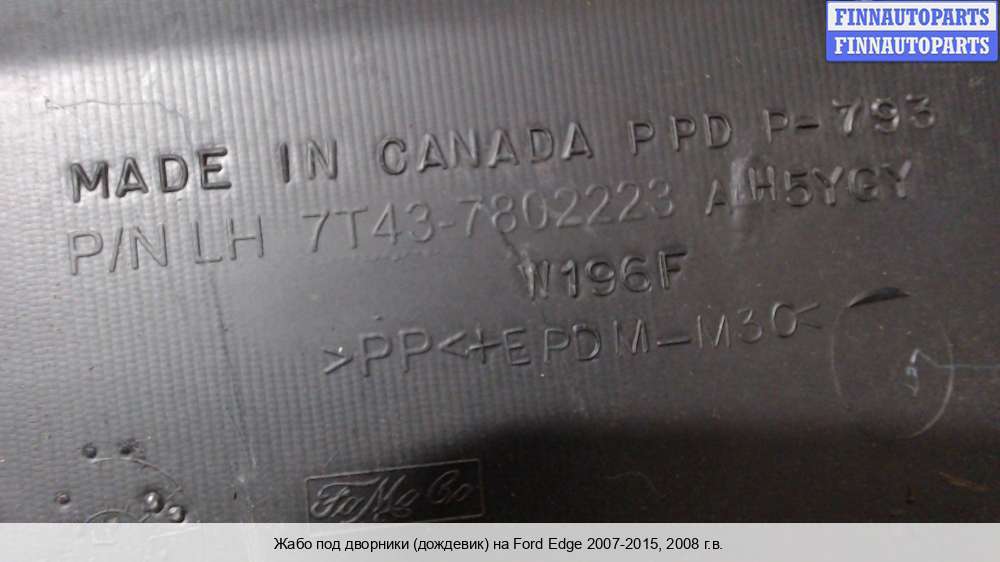 FINNAUTOPARTS
FINNAUTOPARTS
MADE IN CANADA PPD P-793
P/N LH 7T43-7802223 AH5YGY
W196F
>PP<+EPDM-M30<
FoMoCo
Жабо под дворники (дождевик) на Ford Edge 2007-2015, 2008 г.в.